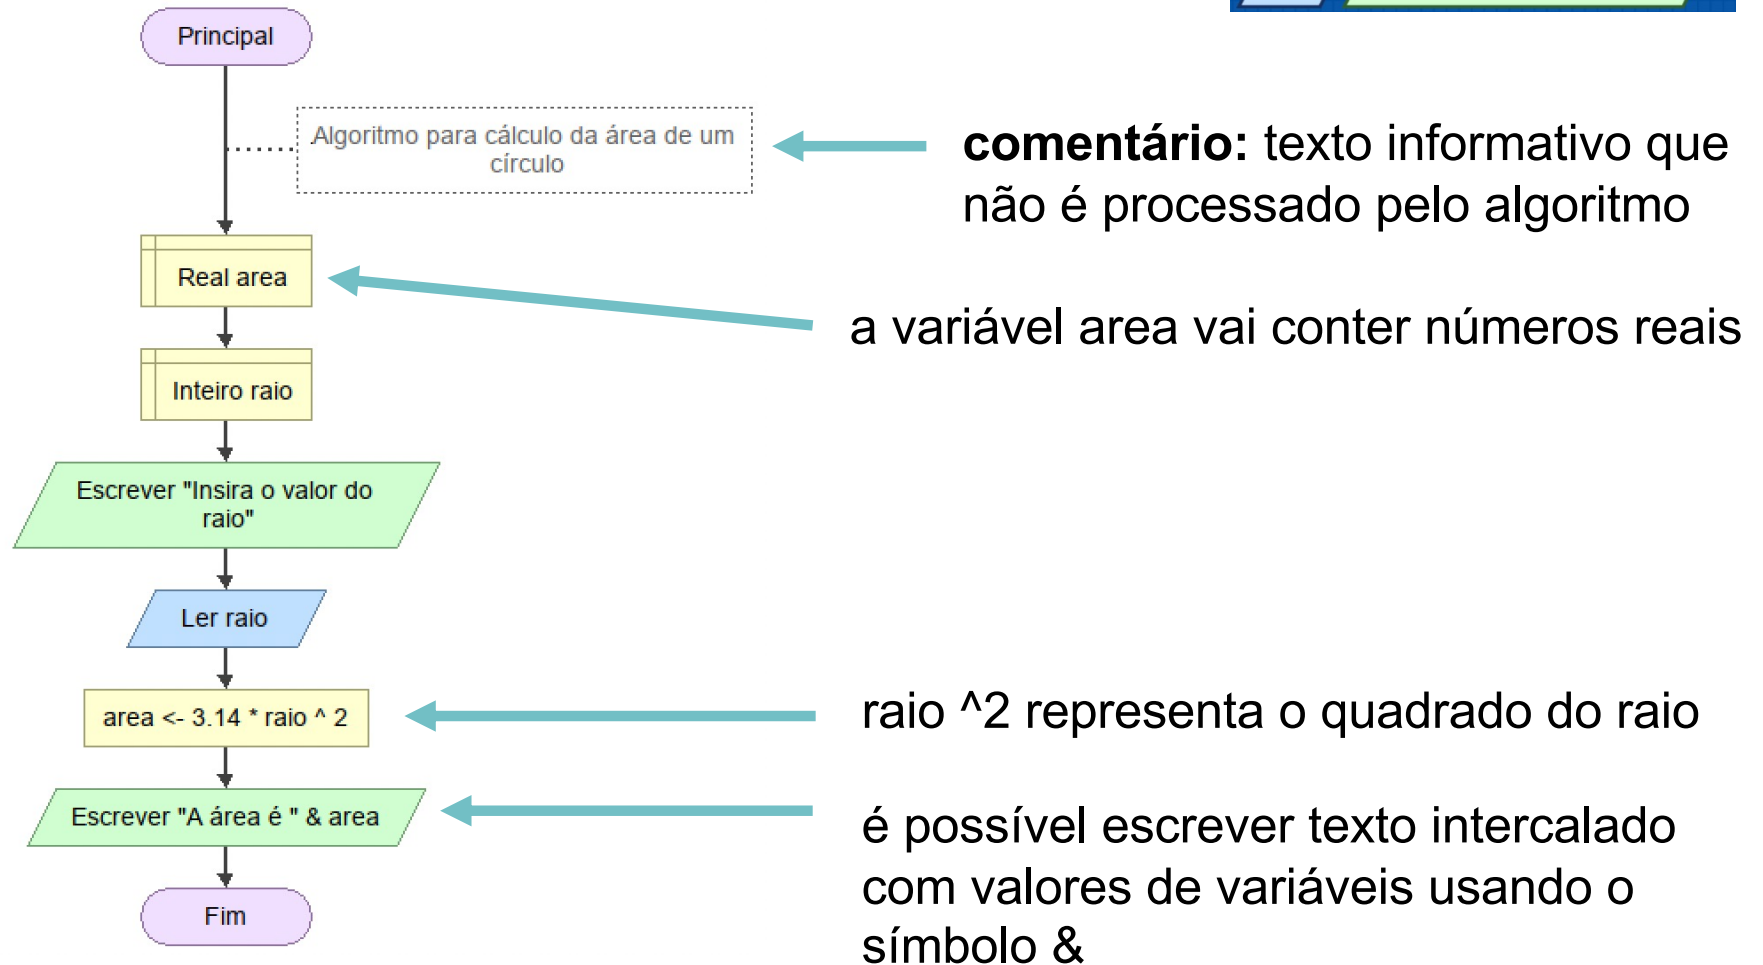 Principal
Algoritmo para cálculo da área de um
círculo
comentário: texto informativo que
não é processado pelo algoritmo
Real area
a variável area vai conter números reais
Inteiro raio
Escrever "Insira o valor do
raio"
Ler raio
area <- 3.14 * raio ^ 2
raio ^2 representa o quadrado do raio
Escrever "A área é " & area
é possível escrever texto intercalado
com valores de variáveis usando o
símbolo &
Fim